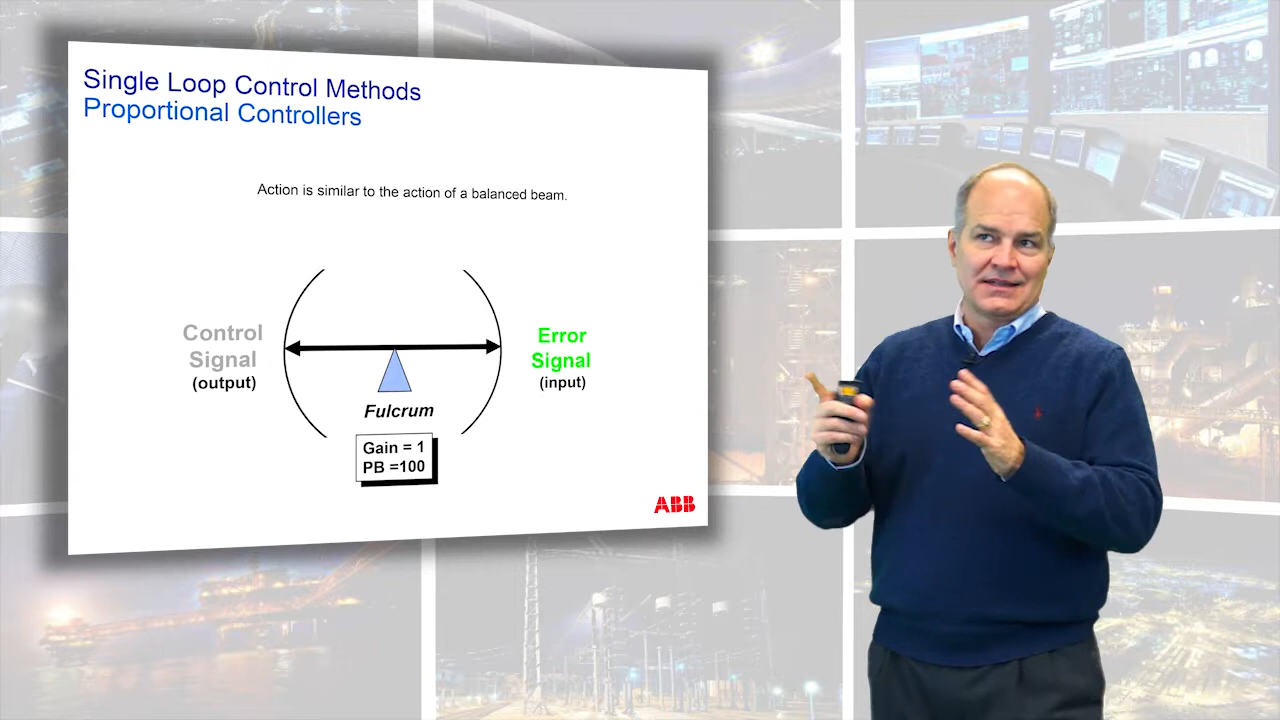 Single Loop Control Methods
Proportional Controllers
Action is similar to the action of a balanced beam.
Control
Signal
(output)
Error
Signal
(input)
Fulcrum
Gain = 1
PB =100
ABB